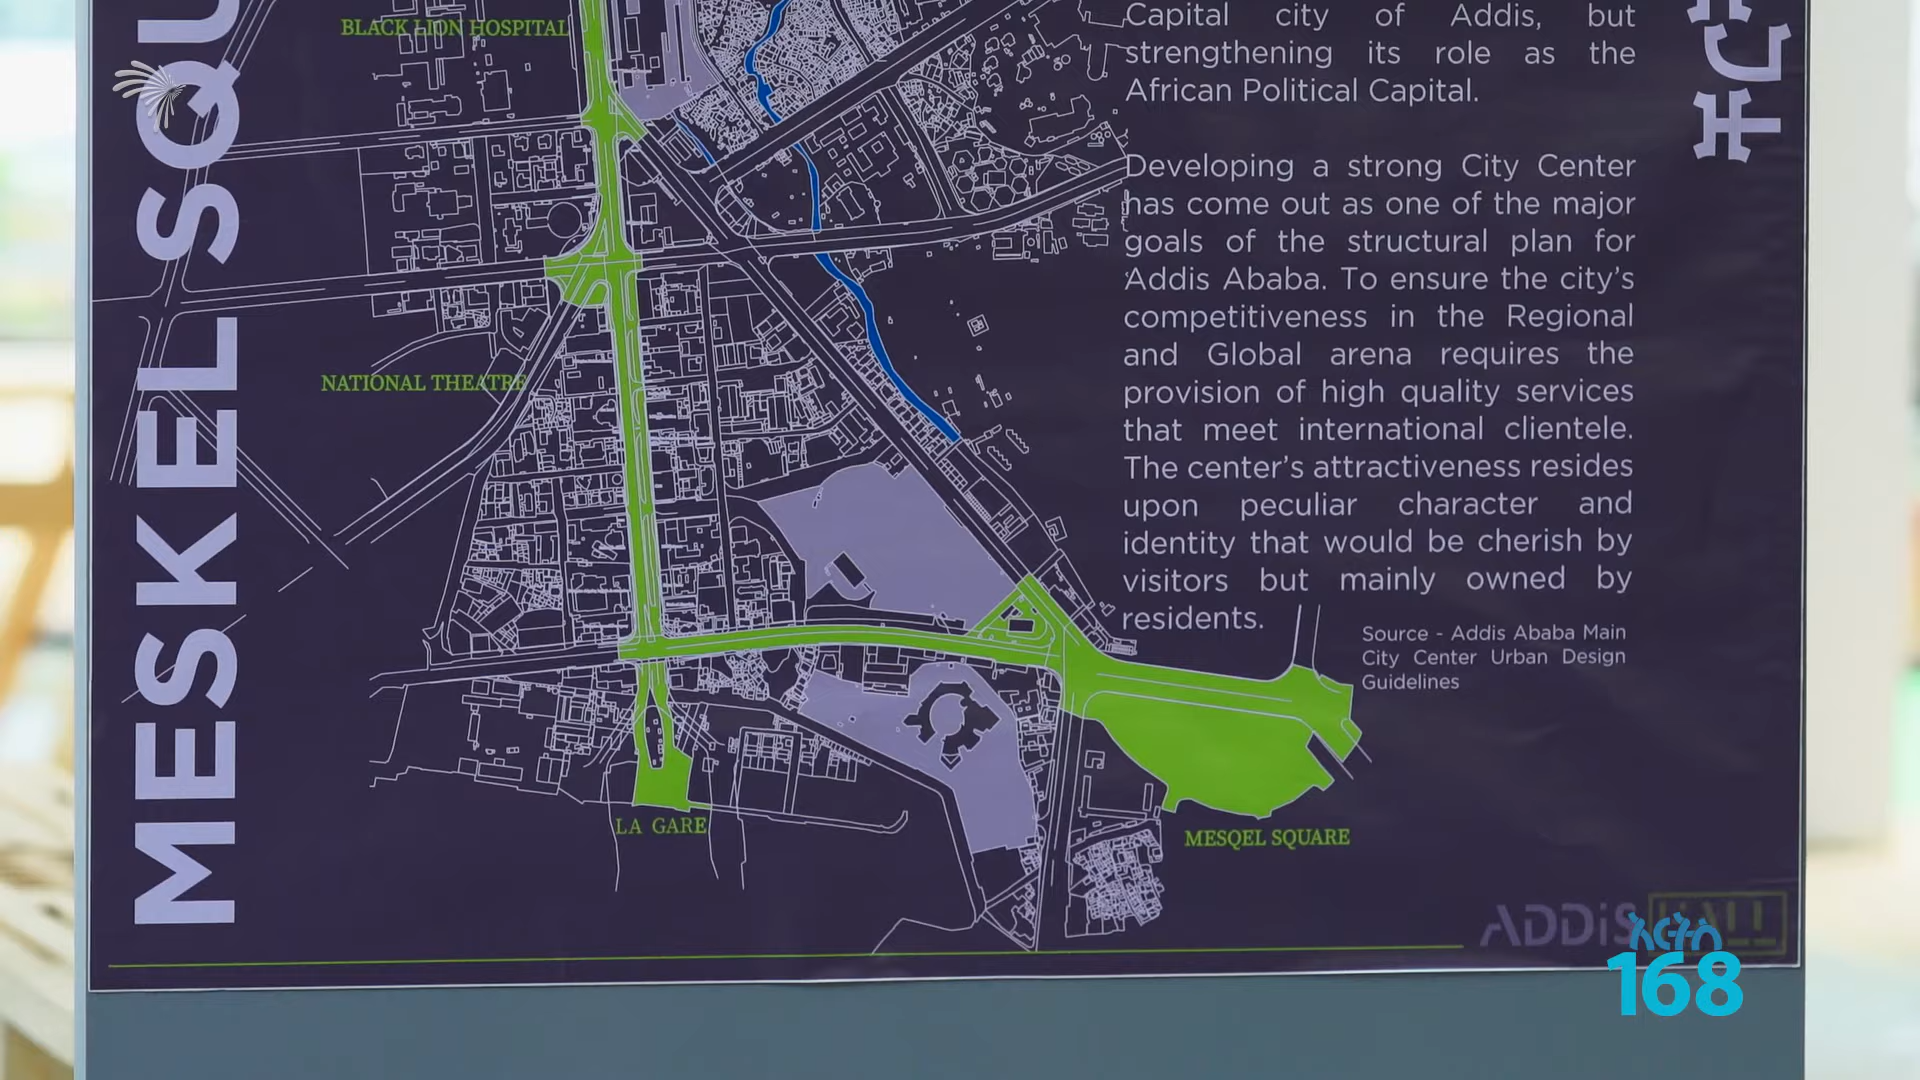 MESKEL SQU
BLACK LION HOSPITAL
NATIONAL THEATRE
LA GARE
MESQEL SQUARE
Capital city of Addis, but
strengthening its role as the
African Political Capital.
Developing a strong City Center
has come out as one of the major
goals of the structural plan for
Addis Ababa. To ensure the city's
competitiveness in the Regional
and Global arena requires the
provision of high quality services
that meet international clientele.
The center's attractiveness resides
upon peculiar character and
identity that would be cherish by
visitors but mainly owned by
residents.
Source - Addis Ababa Main
City Center Urban Design
Guidelines
ADDiS HALL
አርትስ
168